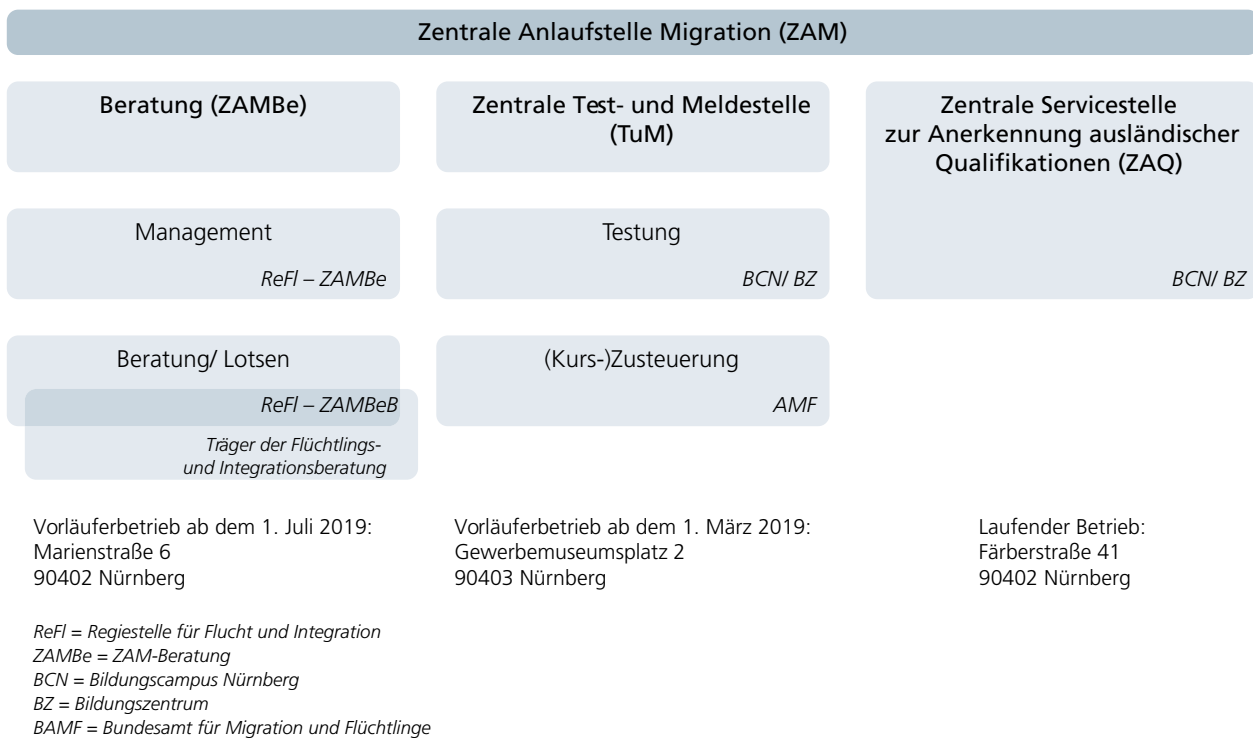 Zentrale Anlaufstelle Migration (ZAM)
Beratung (ZAMBe)
Management
ReFl – ZAMBe
Beratung/ Lotsen
ReFl – ZAMBeB
Träger der Flüchtlings-
und Integrationsberatung
Vorläuferbetrieb ab dem 1. Juli 2019:
Marienstraße 6
90402 Nürnberg
Zentrale Test- und Meldestelle
(TuM)
Testung
BCN/ BZ
(Kurs-)Zusteuerung
AMF
Vorläuferbetrieb ab dem 1. März 2019:
Gewerbemuseumsplatz 2
90403 Nürnberg
Zentrale Servicestelle
zur Anerkennung ausländischer
Qualifikationen (ZAQ)
BCN/ BZ
Laufender Betrieb:
Färberstraße 41
90402 Nürnberg
ReFl = Regiestelle für Flucht und Integration
ZAMBe = ZAM-Beratung
BCN = Bildungscampus Nürnberg
BZ = Bildungszentrum
BAMF = Bundesamt für Migration und Flüchtlinge